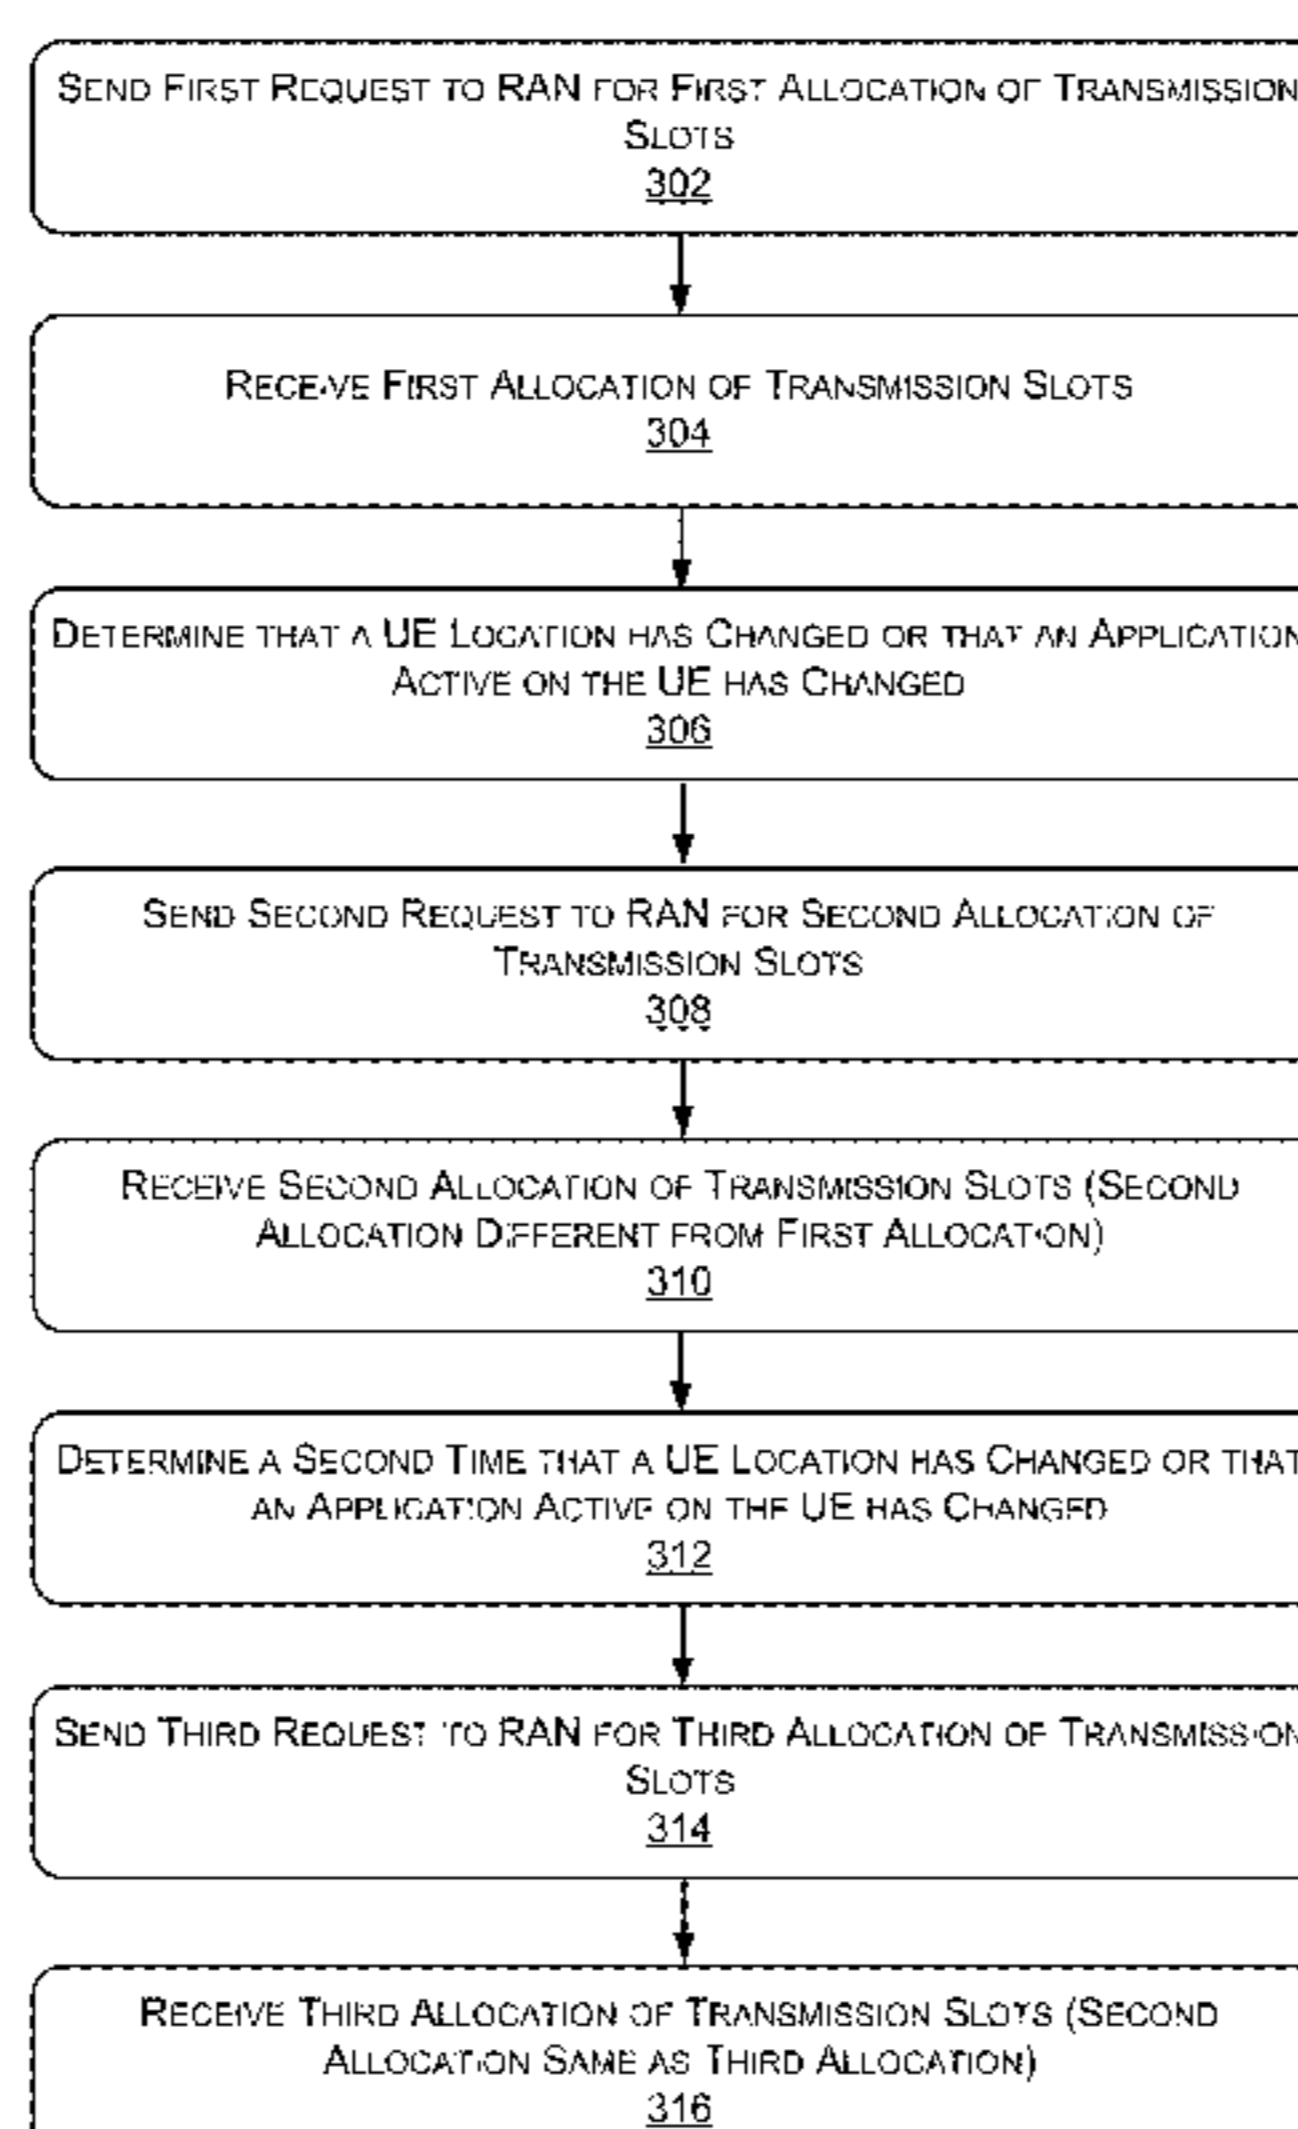 SEND FIRST REQUEST TO RAN FOR FIRST ALLOCATION OF TRANSMISSION
SLOTS
302
RECEIVE FIRST ALLOCATION OF TRANSMISSION SLOTS
304
DETERMINE THAT A UE LOCATION HAS CHANGED OR THAT AN APPLICATION
ACTIVE ON THE UE HAS CHANGED
306
SEND SECOND REQUEST TO RAN FOR SECOND ALLOCATION OF
TRANSMISSION SLOTS
308
RECEIVE SECOND ALLOCATION OF TRANSMISSION SLOTS (SECOND
ALLOCATION DIFFERENT FROM FIRST ALLOCATION)
310
DETERMINE A SECOND TIME THAT A UE LOCATION HAS CHANGED OR THAT
AN APPLICATION ACTIVE ON THE UE HAS CHANGED
312
SEND THIRD REQUEST TO RAN FOR THIRD ALLOCATION OF TRANSMISSION
SLOTS
314
RECEIVE THIRD ALLOCATION OF TRANSMISSION SLOTS (SECOND
ALLOCATION SAME AS THIRD ALLOCATION)
316